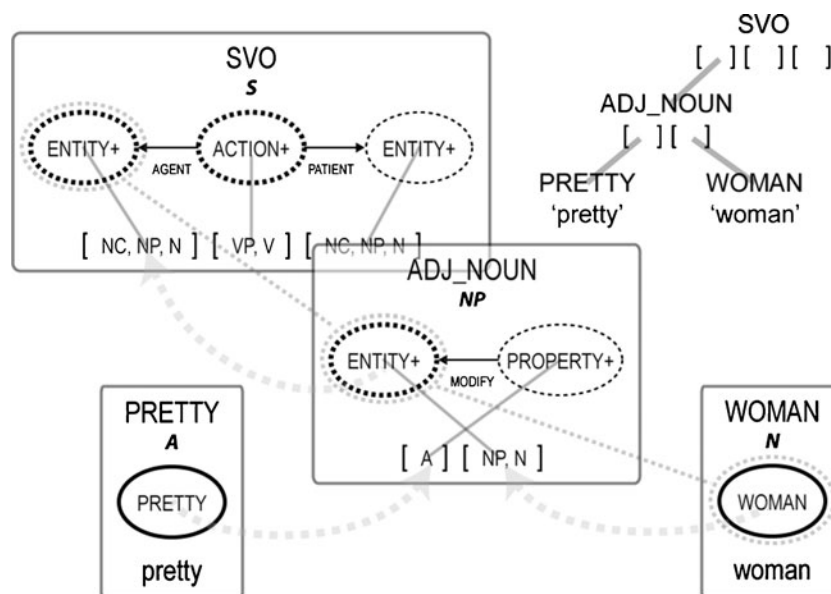 SVO
S
ENTITY+ AGENT ACTION+ PATIENT ENTITY+
[ NC, NP, N ] [ VP, V ] [ NC, NP, N ]
SVO
[ ] [ ] [ ]
ADJ_NOUN
[ ] [ ]
PRETTY WOMAN
'pretty' 'woman'
ADJ_NOUN
NP
ENTITY+ MODIFY PROPERTY+
[ A ] [ NP, N ]
PRETTY
A
PRETTY
pretty
WOMAN
N
WOMAN
woman